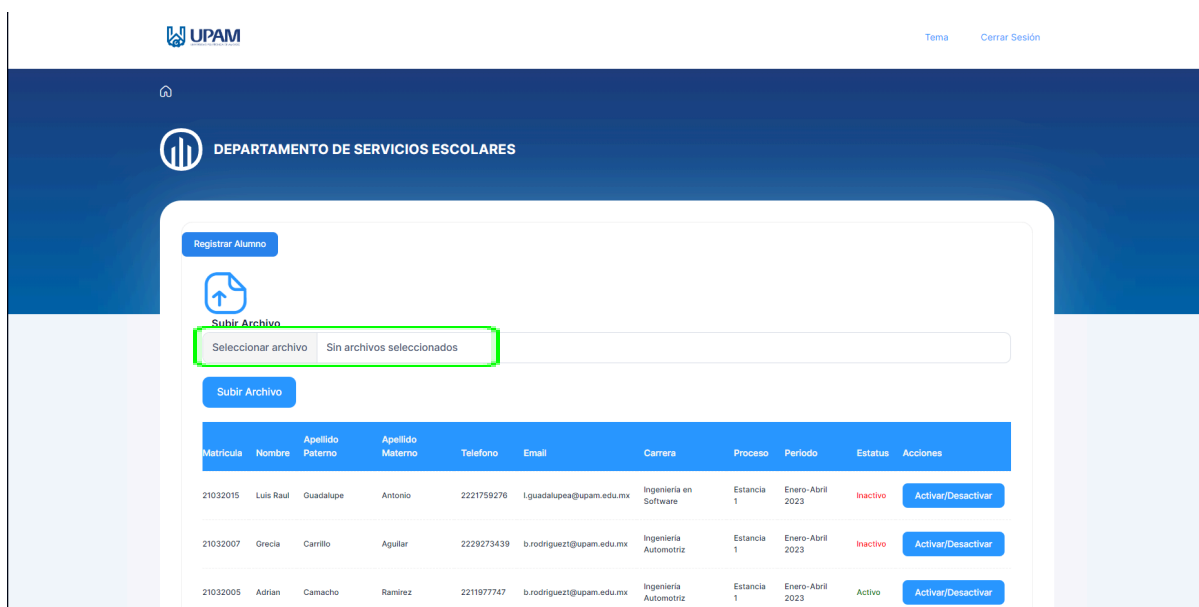 UPAM
Tema Cerrar Sesión
DEPARTAMENTO DE SERVICIOS ESCOLARES
Registrar Alumno
Subir Archivo
Seleccionar archivo Sin archivos seleccionados
Subir Archivo
Matricula Nombre Apellido Paterno Apellido Materno Telefono Email Carrera Proceso Periodo Estatus Acciones
21032015 Luis Raul Guadalupe Antonio 2221759276 l.guadalupea@upam.edu.mx Ingenieria en Software Estancia 1 Enero-Abril 2023 Inactivo Activar/Desactivar
21032007 Grecia Carrillo Aguilar 2229273439 b.rodriguezt@upam.edu.mx Ingenieria Automotriz Estancia 1 Enero-Abril 2023 Inactivo Activar/Desactivar
21032005 Adrian Camacho Ramirez 2211977747 b.rodriguezt@upam.edu.mx Ingenieria Automotriz Estancia 1 Enero-Abril 2023 Activo Activar/Desactivar